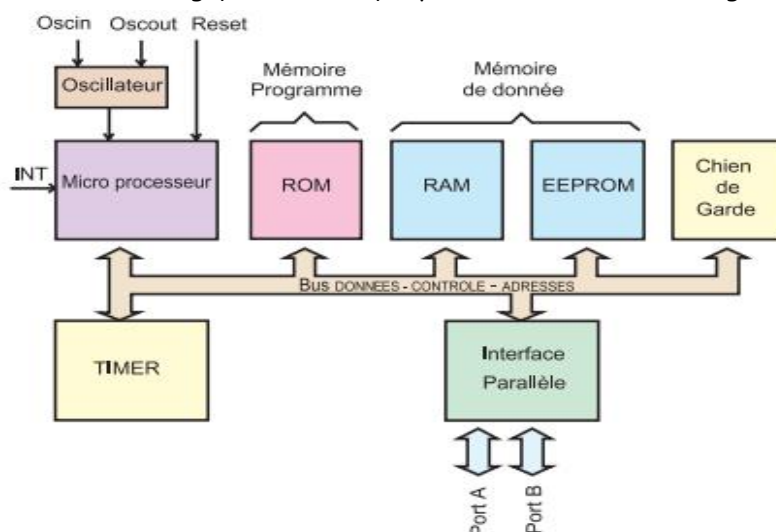 Oscin Oscout Reset
Oscillateur
Mémoire
Programme
Mémoire
de donnée
INT
Micro processeur
ROM
RAM
EEPROM
Chien
de
Garde
Bus DONNEES - CONTROLE - ADRESSES
TIMER
Interface
Parallèle
Port A
Port B